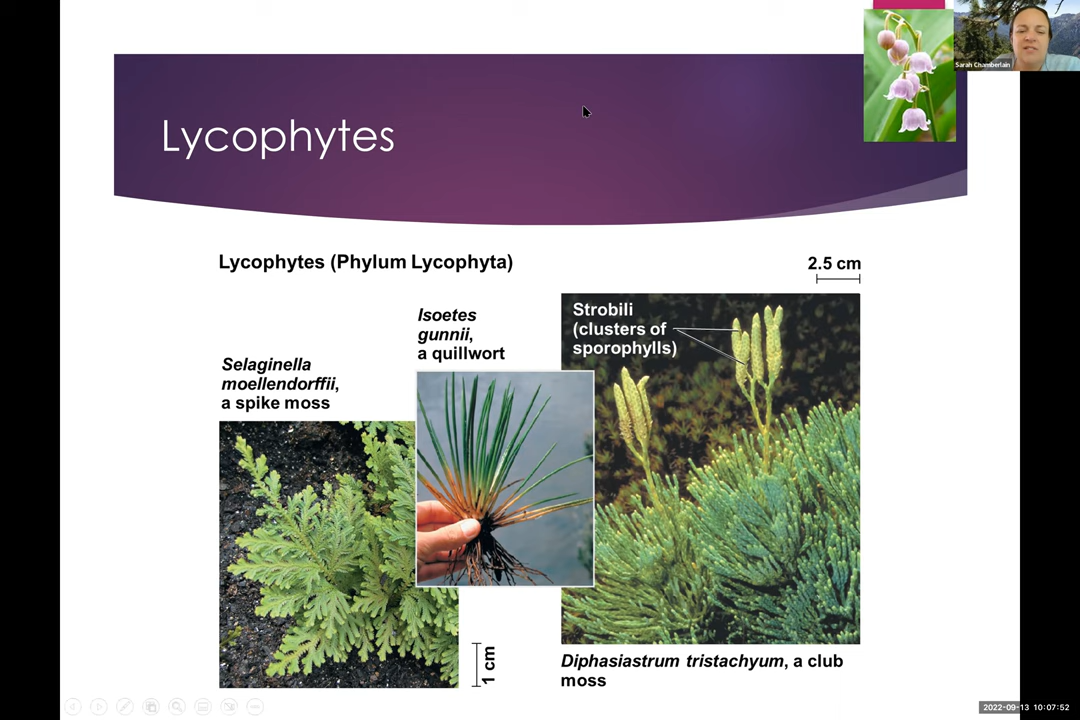 Sarah Chamberlain
Lycophytes
Lycophytes (Phylum Lycophyta)
2.5 cm
Isoetes
gunnii,
a quillwort
Strobili
(clusters of
sporophylls)
Selaginella
moellendorffii,
a spike moss
1 cm
Diphasiastrum tristachyum, a club
moss
2022-09-13 10:07:52